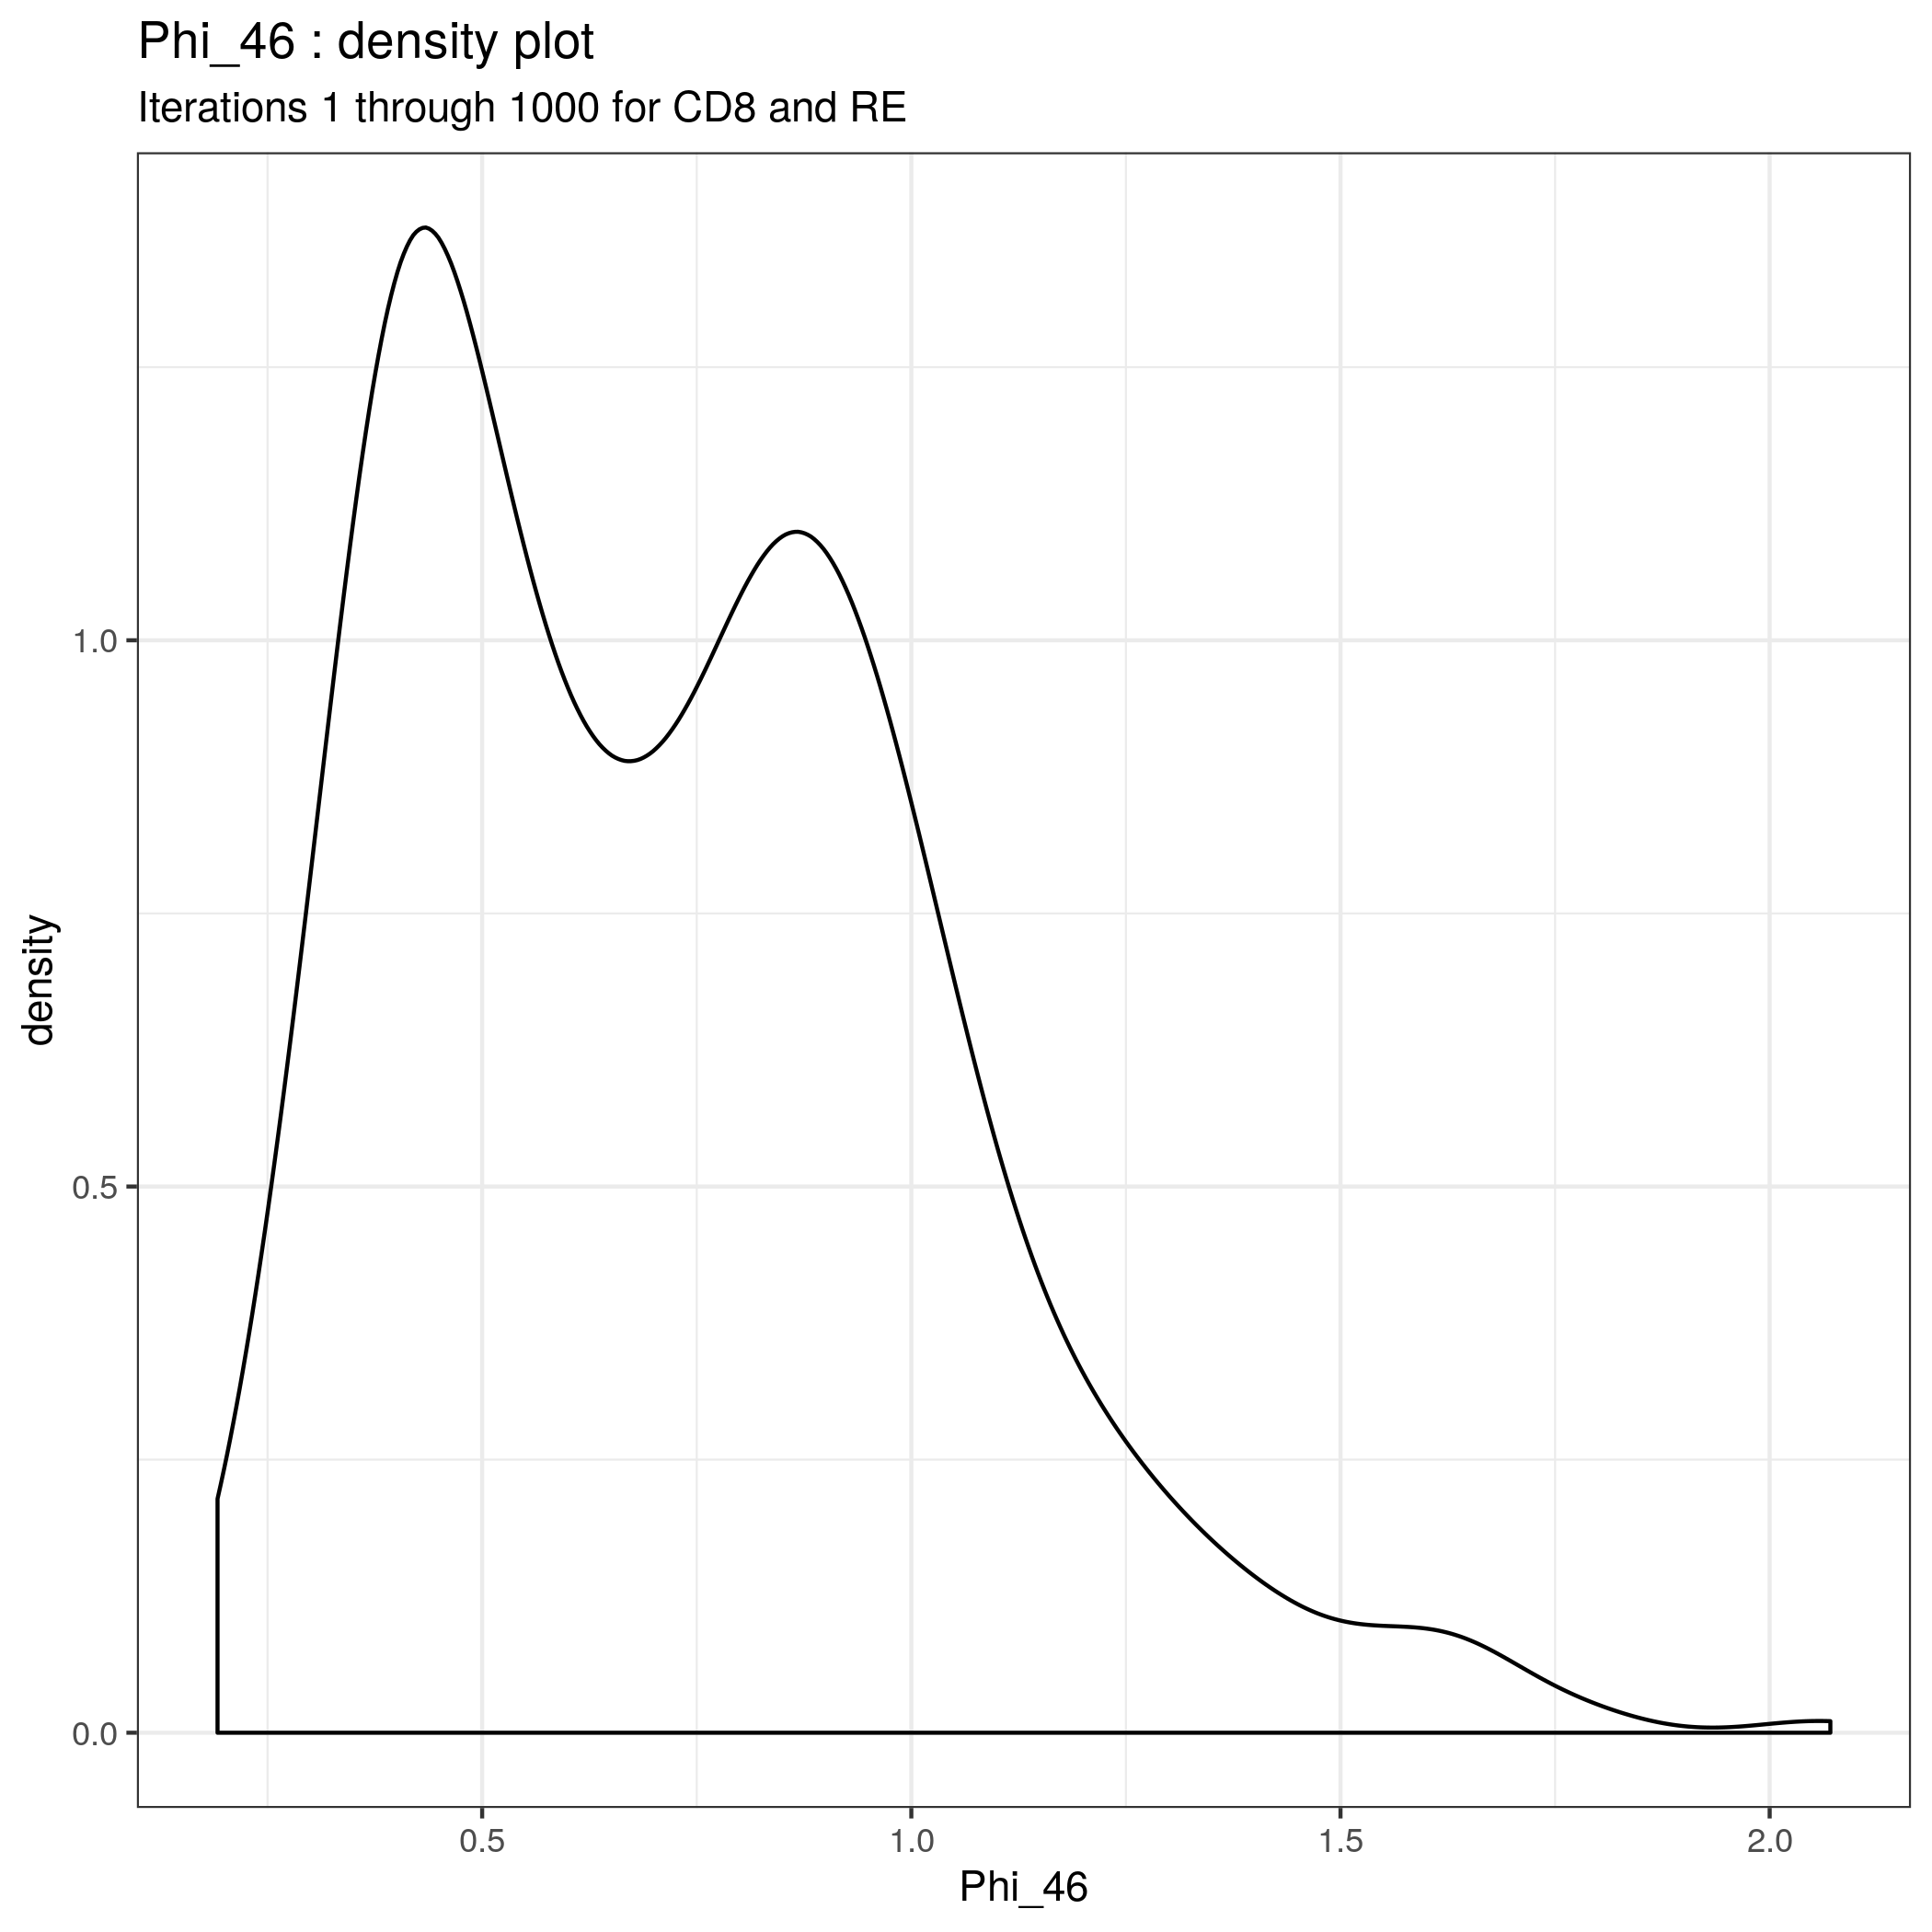 Phi_46 : density plot
Iterations 1 through 1000 for CD8 and RE
density
1.0
0.5
0.0
0.5 1.0 1.5 2.0
Phi_46